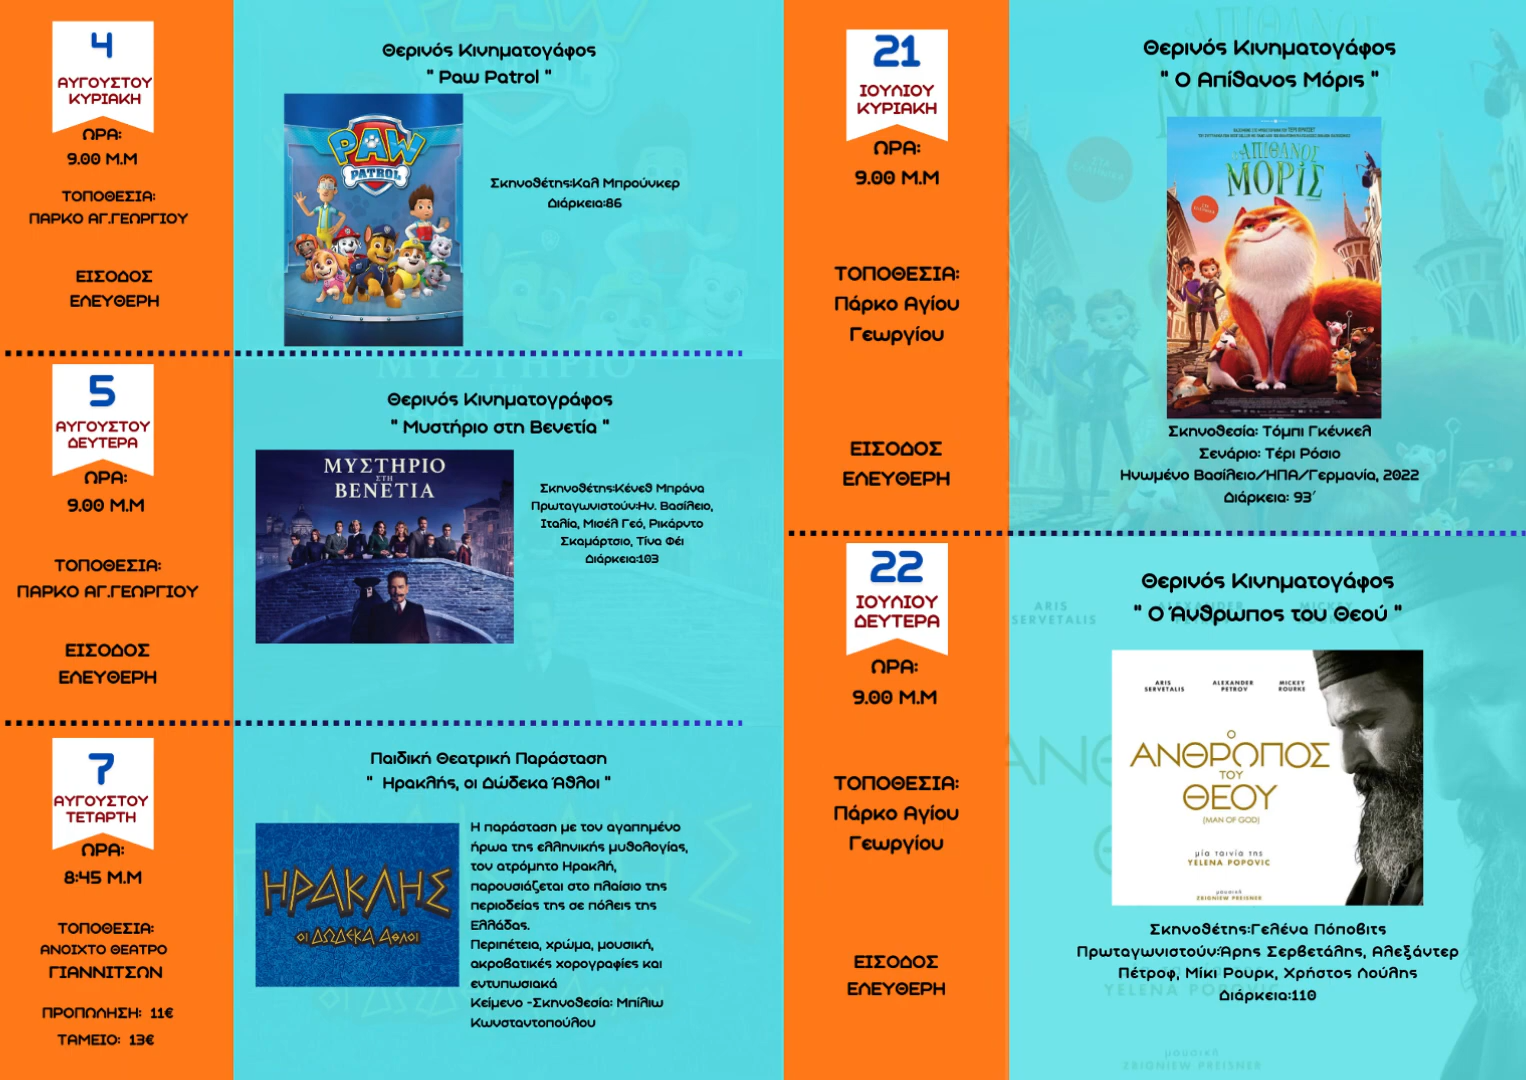 4
ΑΥΓΟΥΣΤΟΥ
ΚΥΡΙΑΚΗ
ΩΡΑ:
9.00 Μ.Μ
ΤΟΠΟΘΕΣΙΑ:
ΠΑΡΚΟ ΑΓ.ΓΕΩΡΓΙΟΥ
ΕΙΣΟΔΟΣ
ΕΛΕΥΘΕΡΗ
Θερινός Κινηματογάφος
" Paw Patrol "
PAW
PATROL
Σκηνοθέτης:Καλ Μπρούνκερ
Διάρκεια:86
5
ΑΥΓΟΥΣΤΟΥ
ΔΕΥΤΕΡΑ
ΩΡΑ:
9.00 Μ.Μ
ΤΟΠΟΘΕΣΙΑ:
ΠΑΡΚΟ ΑΓ.ΓΕΩΡΓΙΟΥ
ΕΙΣΟΔΟΣ
ΕΛΕΥΘΕΡΗ
Θερινός Κινηματογράφος
" Μυστήριο στη Βενετία "
ΜΥΣΤΗΡΙΟ
ΣΤΗ
ΒΕΝΕΤΙΑ
Σκηνοθέτης:Κένεθ Μπράνα
Πρωταγωνιστούν:Ην. Βασίλειο,
Ιταλία, Μισέλ Γεό, Ρικάρντο
Σκαμάρτσιο, Τίνα Φέι
Διάρκεια:103
7
ΑΥΓΟΥΣΤΟΥ
ΤΕΤΑΡΤΗ
ΩΡΑ:
8:45 Μ.Μ
ΤΟΠΟΘΕΣΙΑ:
ΑΝΟΙΧΤΟ ΘΕΑΤΡΟ
ΓΙΑΝΝΙΤΣΩΝ
ΠΡΟΠΩΛΗΣΗ: 11€
ΤΑΜΕΙΟ: 13€
Παιδική Θεατρική Παράσταση
" Ηρακλής, οι Δώδεκα Άθλοι "
ΗΡΑΚΛΗΣ
οι ΔΩΔΕΚΑ Αθλοι
Η παράσταση με τον αγαπημένο
ήρωα της ελληνικής μυθολογίας,
τον ατρόμητο Ηρακλή,
παρουσιάζεται στο πλαίσιο της
περιοδείας της σε πόλεις της
Ελλάδας.
Περιπέτεια, χρώμα, μουσική,
ακροβατικές χορογραφίες και
εντυπωσιακά
Κείμενο -Σκηνοθεσία: Μπίλιω
Κωνσταντοπούλου
21
ΙΟΥΛΙΟΥ
ΚΥΡΙΑΚΗ
ΩΡΑ:
9.00 Μ.Μ
ΤΟΠΟΘΕΣΙΑ:
Πάρκο Αγίου
Γεωργίου
ΕΙΣΟΔΟΣ
ΕΛΕΥΘΕΡΗ
Θερινός Κινηματογάφος
" Ο Απίθανος Μόρις "
Ο ΑΠΙΘΑΝΟΣ
ΜΟΡΙΣ
Σκηνοθεσία: Τόμπι Γκένκελ
Σενάριο: Τέρι Ρόσιο
Ηνωμένο Βασίλειο/ΗΠΑ/Γερμανία, 2022
Διάρκεια: 93'
22
ΙΟΥΛΙΟΥ
ΔΕΥΤΕΡΑ
ΩΡΑ:
9.00 Μ.Μ
ΤΟΠΟΘΕΣΙΑ:
Πάρκο Αγίου
Γεωργίου
ΕΙΣΟΔΟΣ
ΕΛΕΥΘΕΡΗ
Θερινός Κινηματογάφος
" Ο Άνθρωπος του Θεού "
ARIS SERVETALIS ALEXANDER PETROV MICKEY ROURKE
Ο
ΑΝΘΡΩΠΟΣ
ΤΟΥ
ΘΕΟΥ
(MAN OF GOD)
μία ταινία της
YELENA POPOVIC
μουσική
ZBIGNIEW PREISNER
Σκηνοθέτης:Γελένα Πόποβιτς
Πρωταγωνιστούν:Άρης Σερβετάλης, Αλεξάντερ
Πέτροφ, Μίκι Ρουρκ, Χρήστος Λούλης
Διάρκεια:110